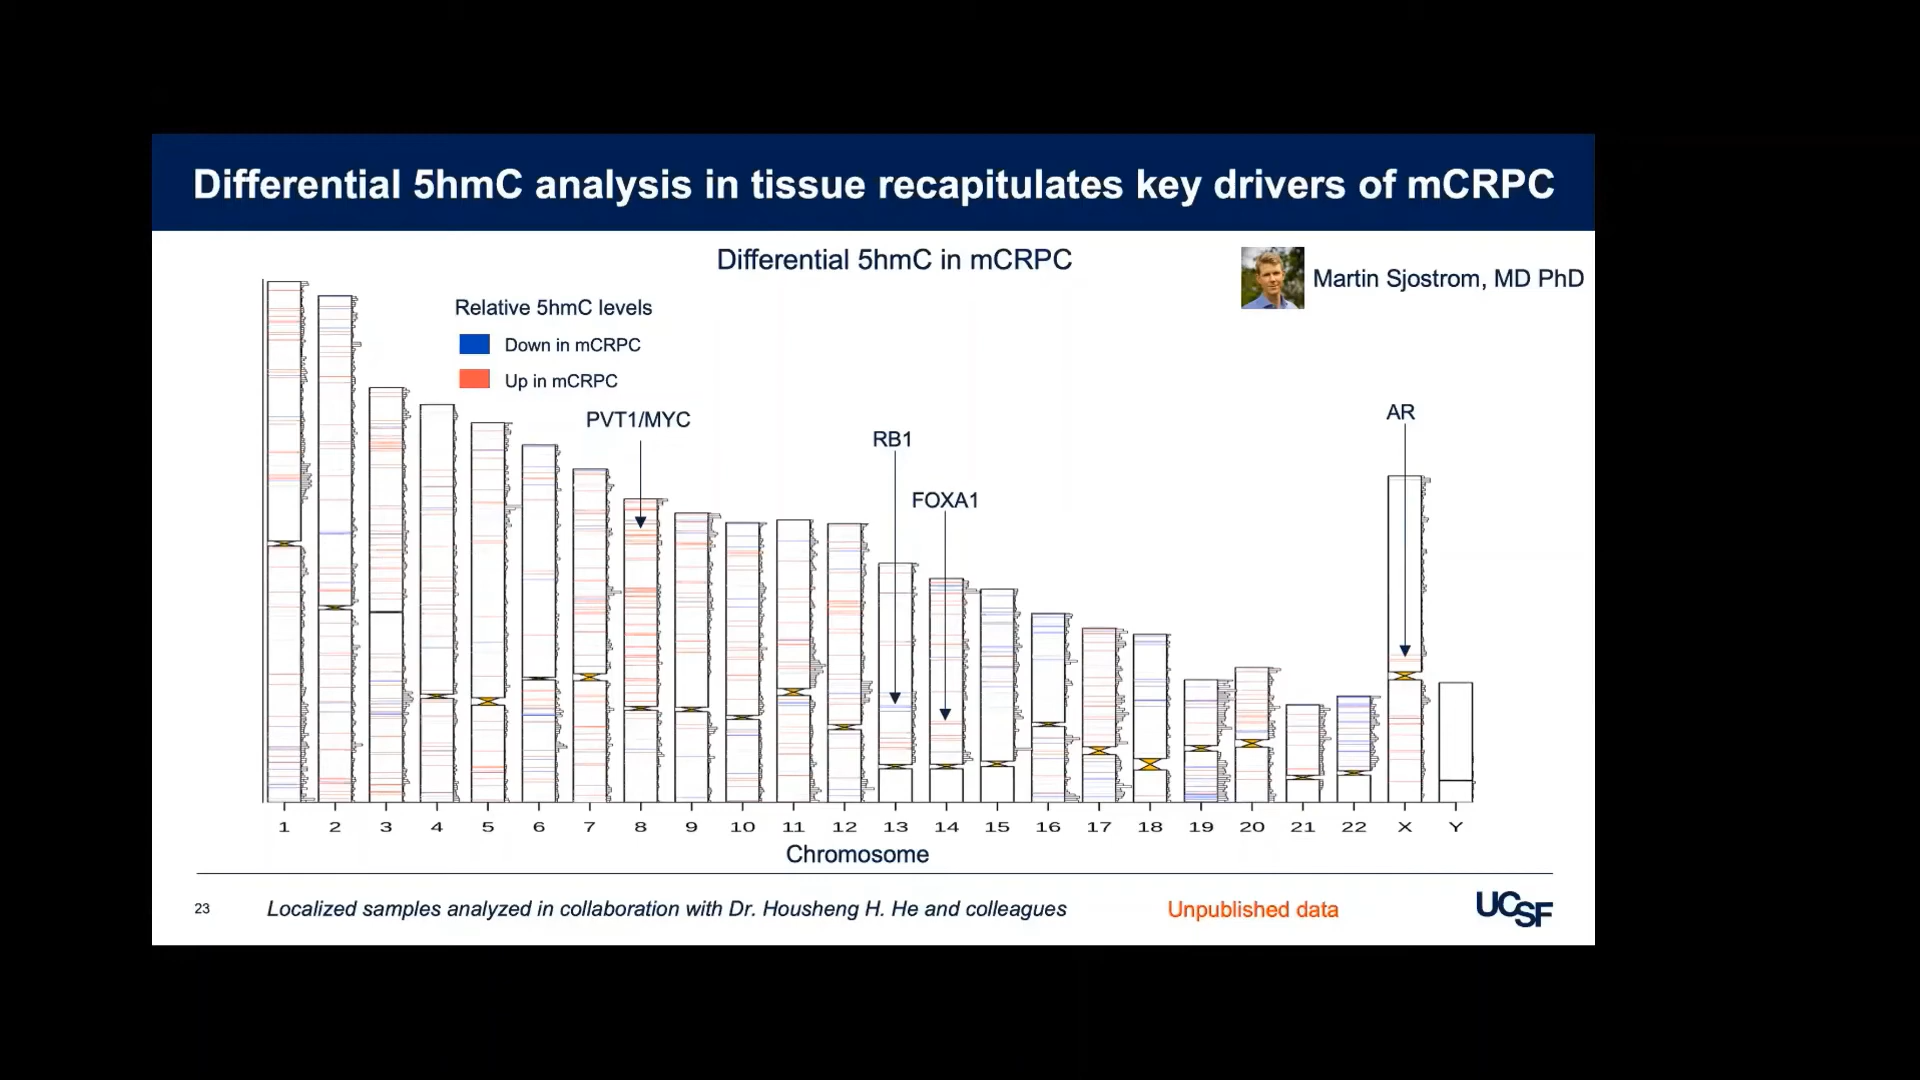 Differential 5hmC analysis in tissue recapitulates key drivers of mCRPC
Differential 5hmC in mCRPC
Martin Sjostrom, MD PhD
Relative 5hmC levels
Down in mCRPC
Up in mCRPC
PVT1/MYC
RB1
FOXA1
AR
1 2 3 4 5 6 7 8 9 10 11 12 13 14 15 16 17 18 19 20 21 22 X Y
Chromosome
23
Localized samples analyzed in collaboration with Dr. Housheng H. He and colleagues
Unpublished data
UCSF